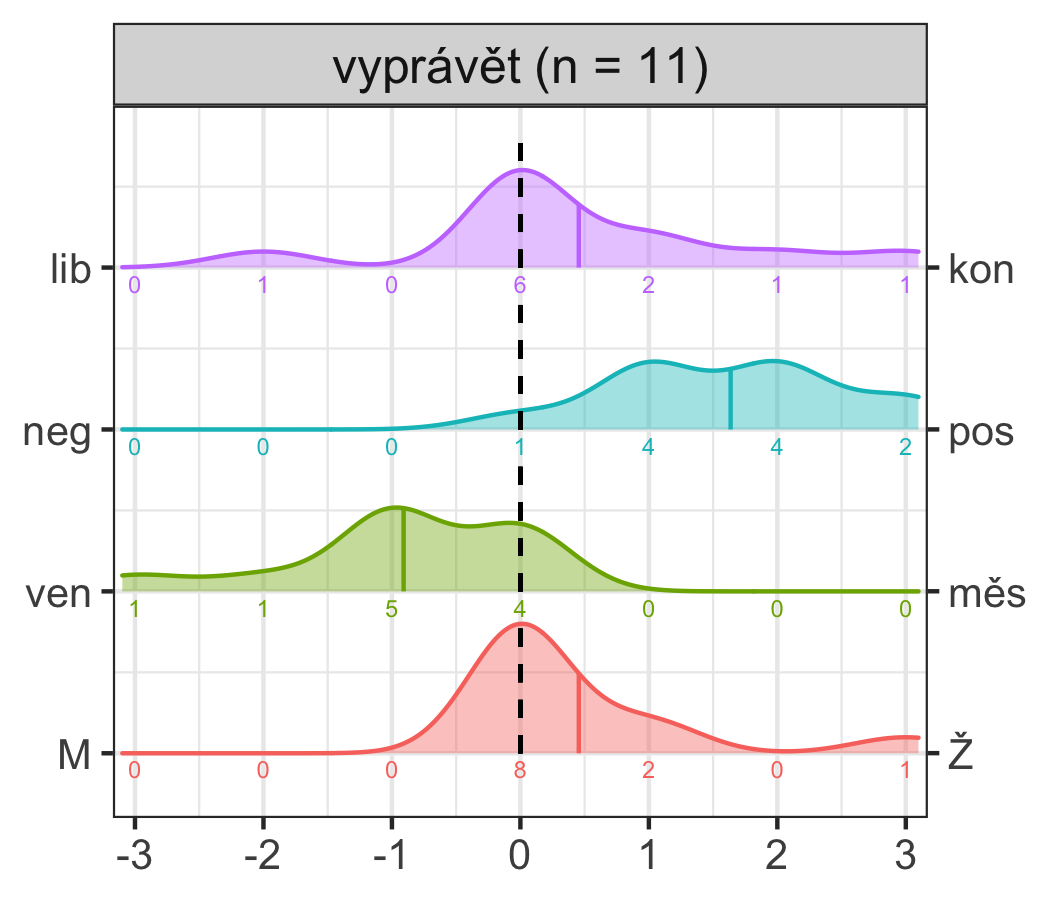 vyprávět (n = 11)
lib kon
0 1 0 6 2 1 1
neg pos
0 0 0 1 4 4 2
ven měs
1 1 5 4 0 0 0
M Ž
0 0 0 8 2 0 1
-3 -2 -1 0 1 2 3